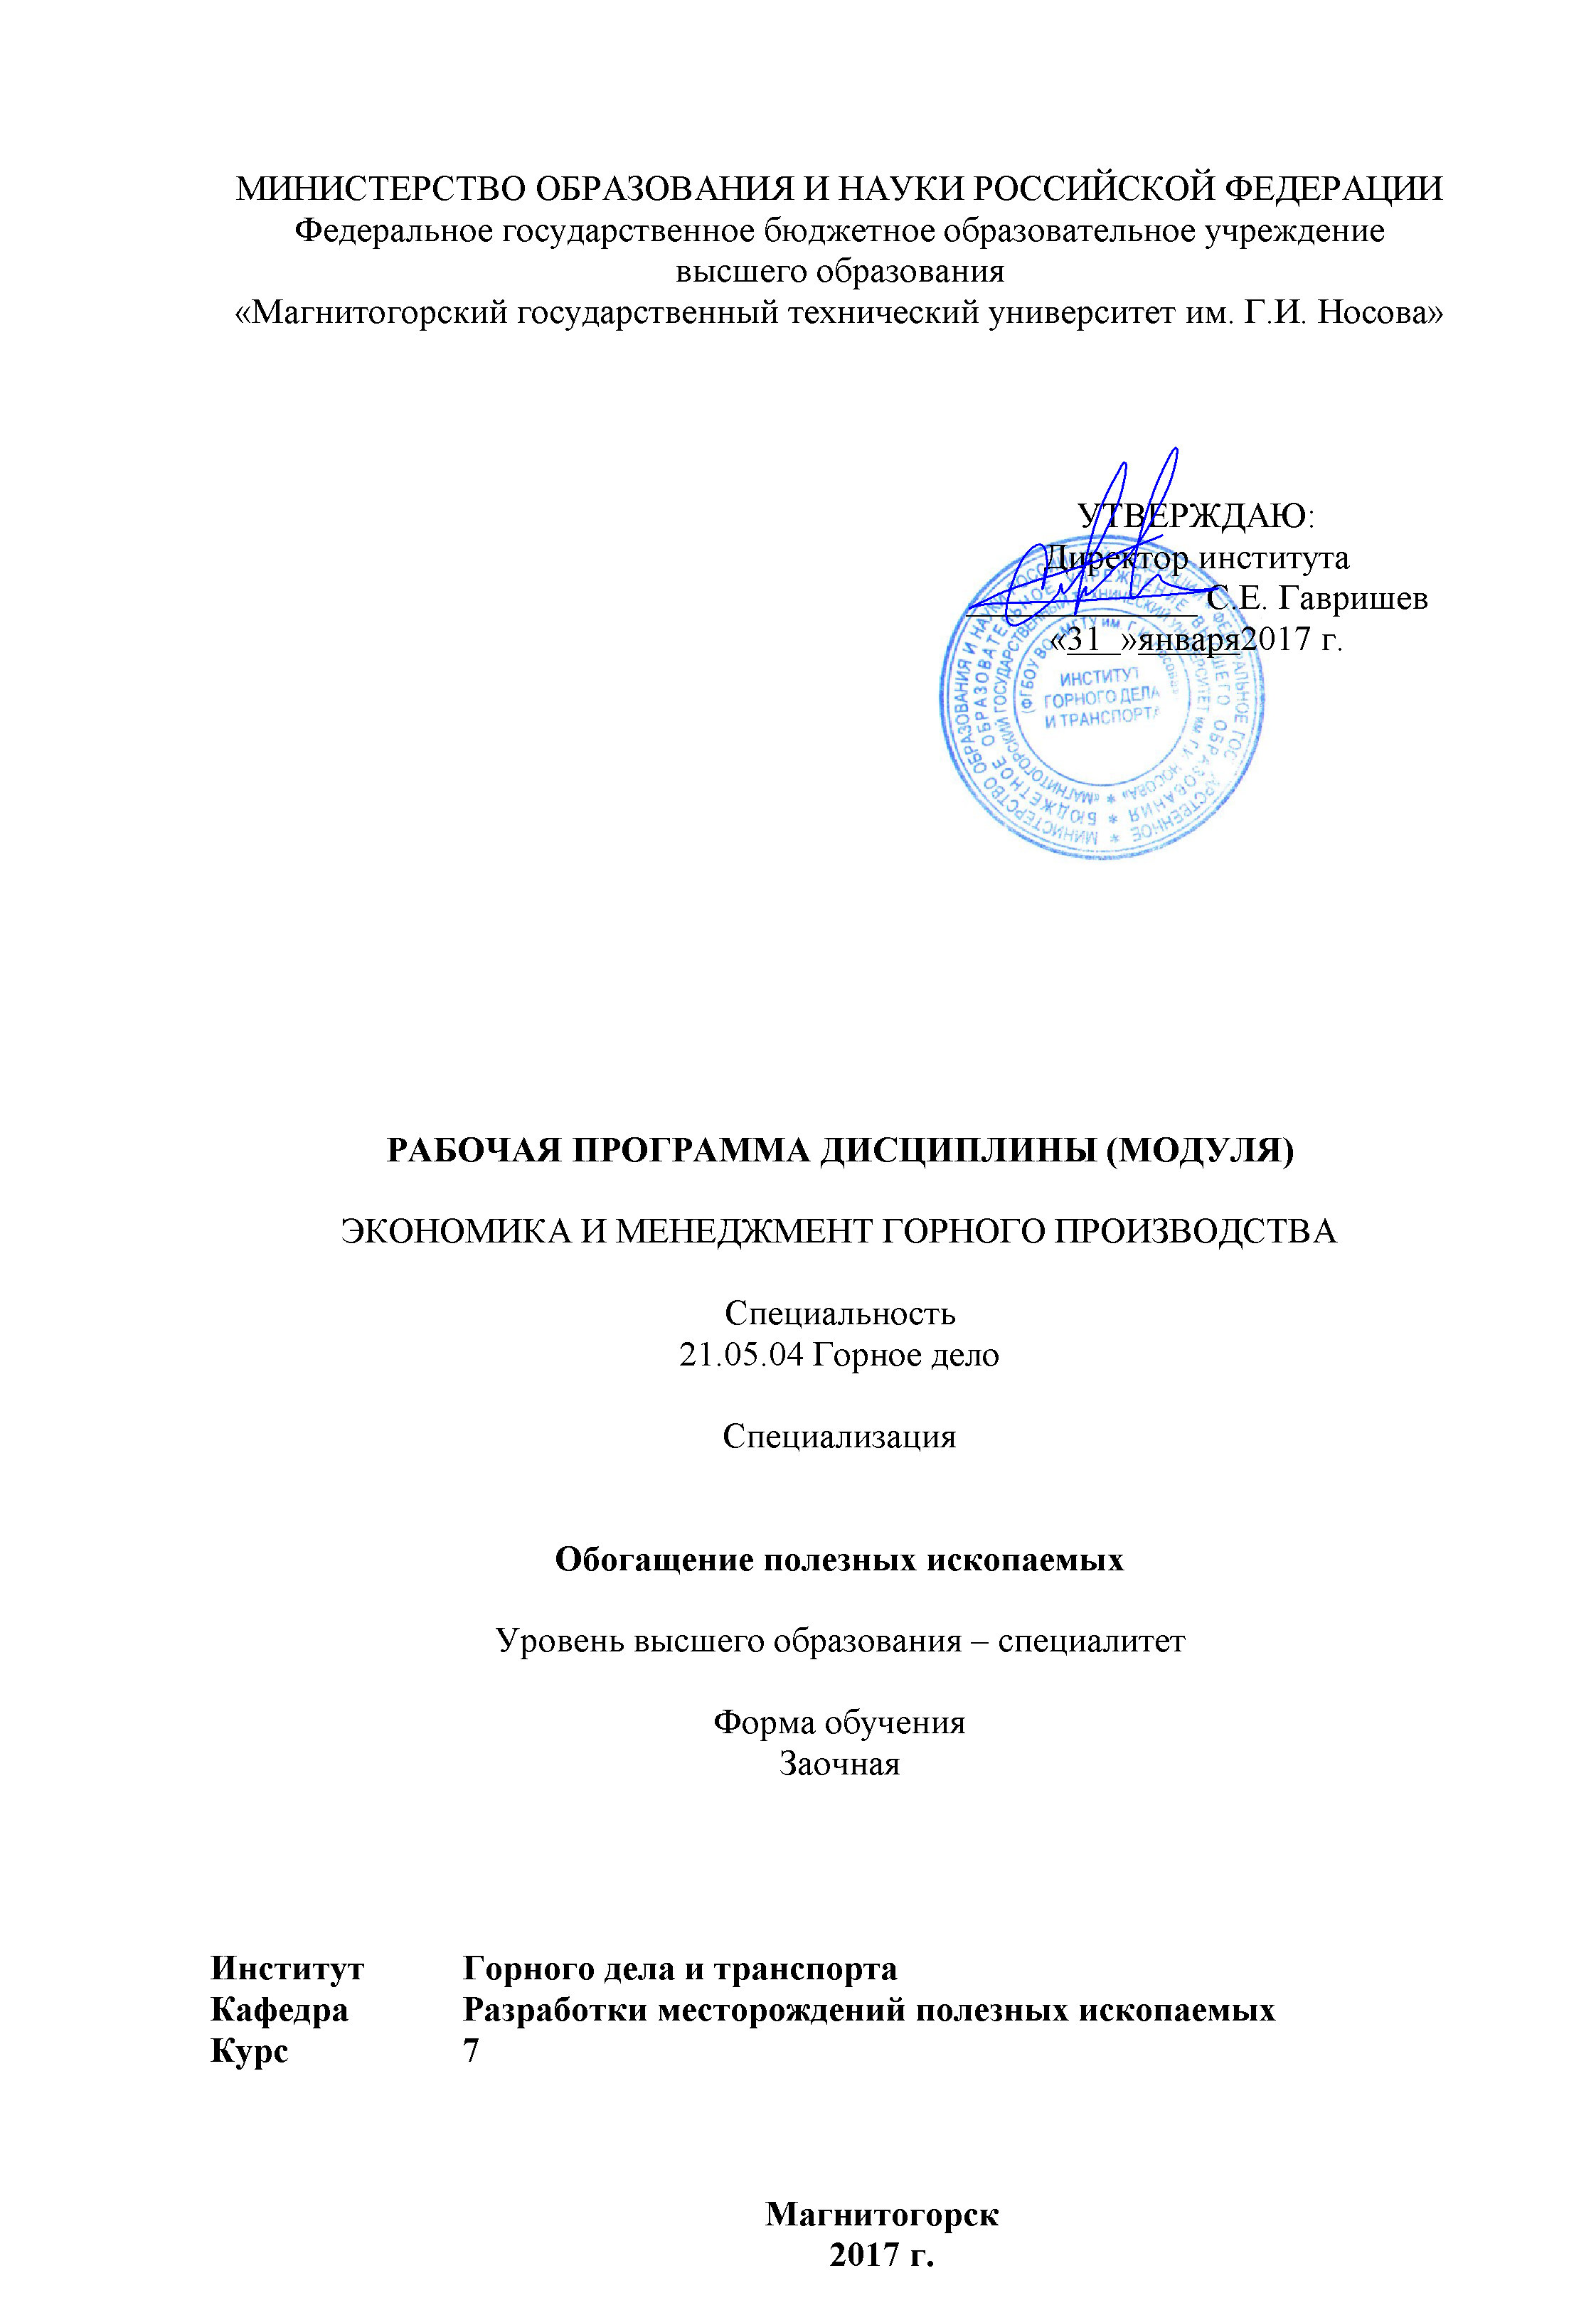 МИНИСТЕРСТВО ОБРАЗОВАНИЯ И НАУКИ РОССИЙСКОЙ ФЕДЕРАЦИИ
Федеральное государственное бюджетное образовательное учреждение
высшего образования
«Магнитогорский государственный технический университет им. Г.И. Носова»
УТВЕРЖДАЮ:
Директор института
С.Е. Гавришев
«31 »января2017 г.
ИНСТИТУТ
ГОРНОГО ДЕЛА
И ТРАНСПОРТА
РАБОЧАЯ ПРОГРАММА ДИСЦИПЛИНЫ (МОДУЛЯ)
ЭКОНОМИКА И МЕНЕДЖМЕНТ ГОРНОГО ПРОИЗВОДСТВА
Специальность
21.05.04 Горное дело
Специализация
Обогащение полезных ископаемых
Уровень высшего образования – специалитет
Форма обучения
Заочная
Институт Горного дела и транспорта
Кафедра Разработки месторождений полезных ископаемых
Курс 7
Магнитогорск
2017 г.